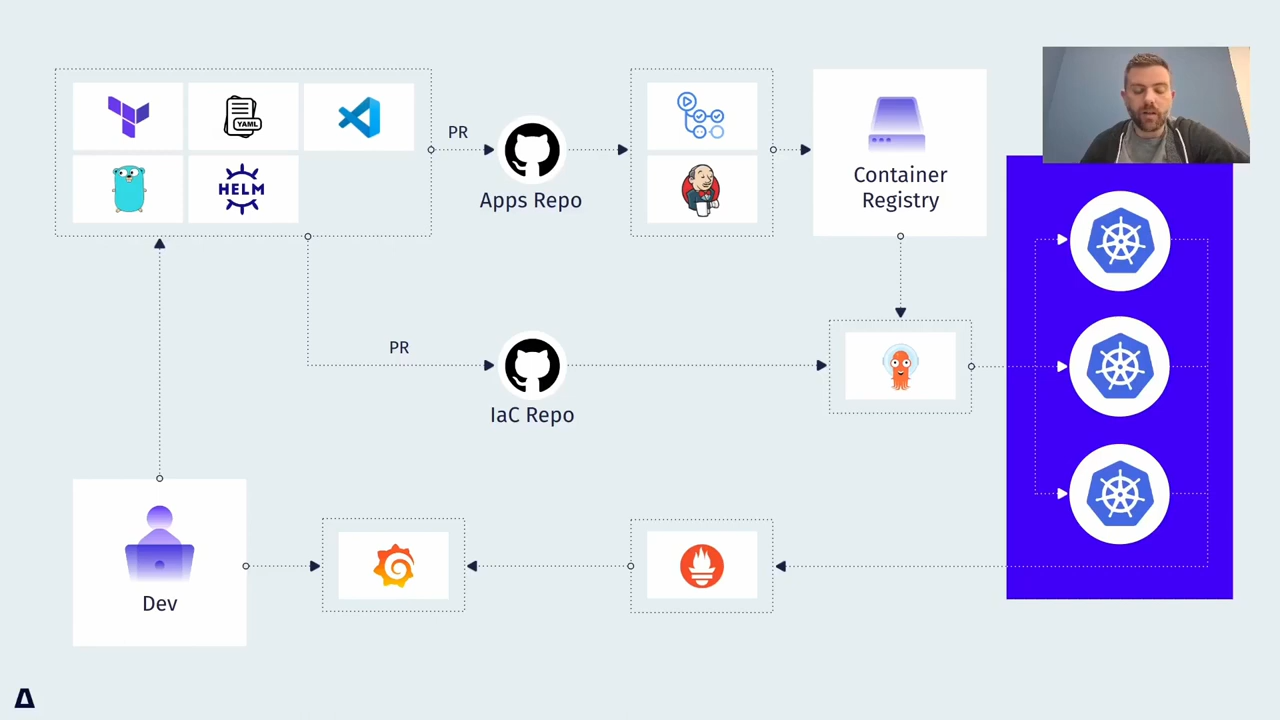 YAML
HELM
PR
Apps Repo
Container
Registry
PR
IaC Repo
Dev